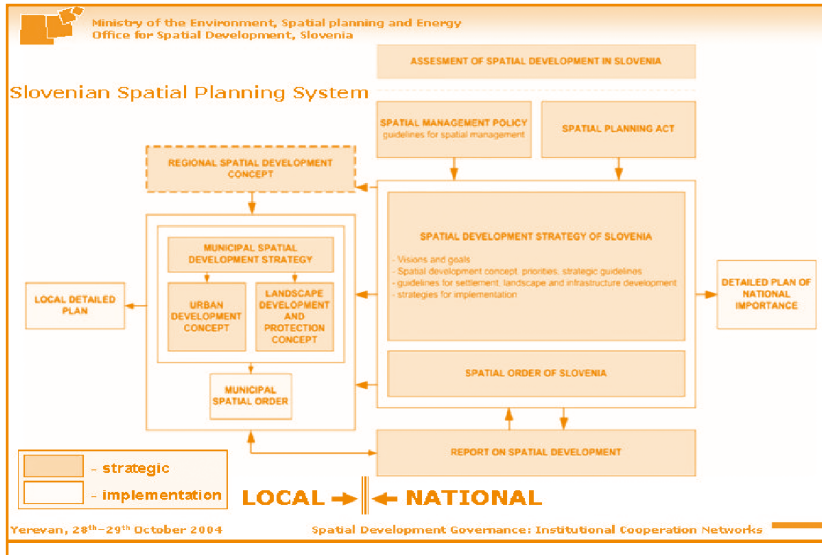 Ministry of the Environment, Spatial planning and Energy
Office for Spatial Development, Slovenia
ASSESMENT OF SPATIAL DEVELOPMENT IN SLOVENIA
Slovenian Spatial Planning System
SPATIAL MANAGEMENT POLICY
guidelines for spatial management
SPATIAL PLANNING ACT
REGIONAL SPATIAL DEVELOPMENT
CONCEPT
SPATIAL DEVELOPMENT STRATEGY OF SLOVENIA
- Visions and goals
- Spatial development concept, priorities, strategic guidelines
- guidelines for settlement, landscape and infrastructure development
- strategies for implementation
MUNICIPAL SPATIAL
DEVELOPMENT STRATEGY
URBAN
DEVELOPMENT
CONCEPT
LANDSCAPE
DEVELOPMENT
AND
PROTECTION
CONCEPT
LOCAL DETAILED
PLAN
DETAILED PLAN OF
NATIONAL
IMPORTANCE
SPATIAL ORDER OF SLOVENIA
MUNICIPAL
SPATIAL ORDER
REPORT ON SPATIAL DEVELOPMENT
- strategic
- implementation
LOCAL NATIONAL
Yerevan, 28th-29th October 2004
Spatial Development Governance: Institutional Cooperation Networks